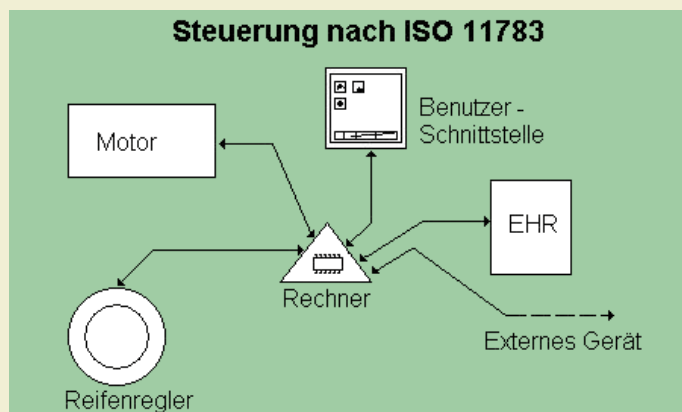 Steuerung nach ISO 11783
Motor
Benutzer -
Schnittstelle
EHR
Rechner
Externes Gerät
Reifenregler